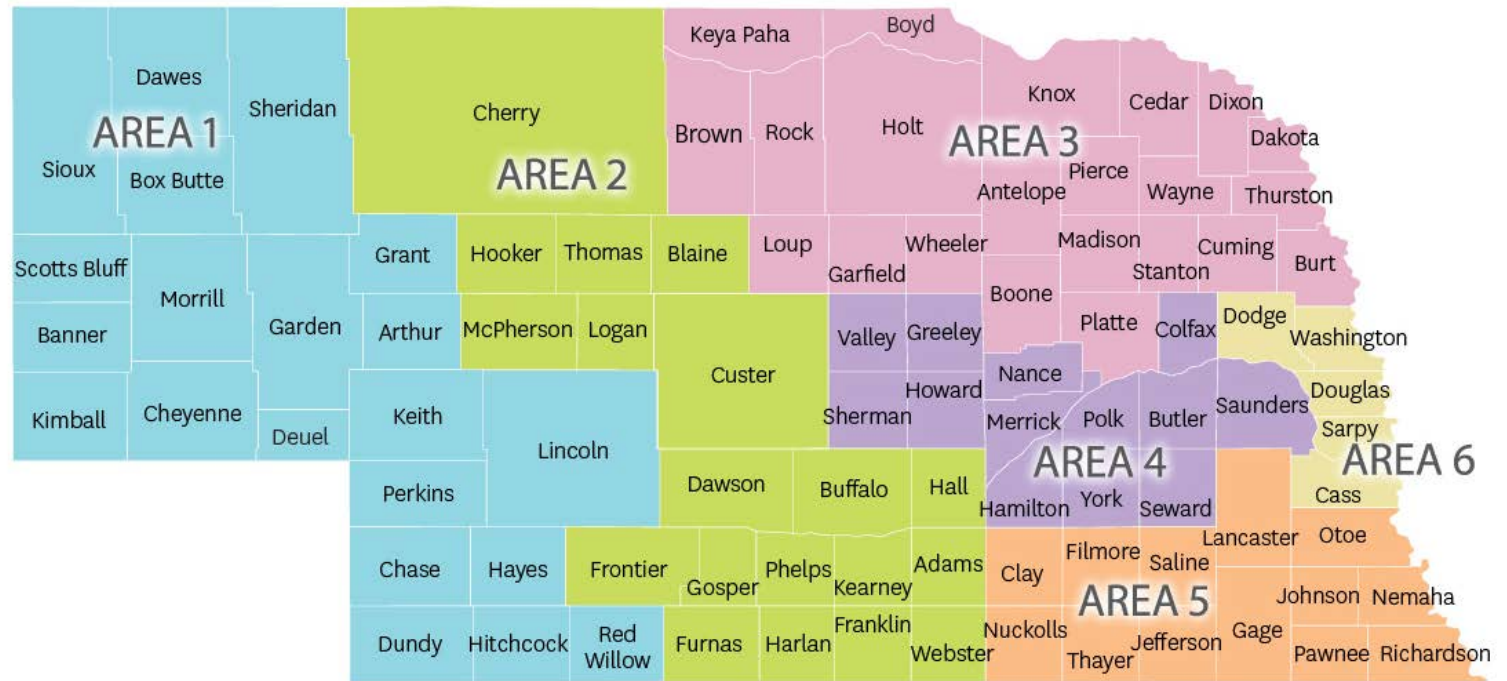 Keya Paha
Boyd
Dawes
Sheridan
Cherry
Knox
Cedar
Dixon
AREA 1
Brown
Rock
Holt
AREA 3
Dakota
Sioux
Box Butte
AREA 2
Pierce
Antelope
Wayne
Thurston
Grant
Hooker
Thomas
Blaine
Loup
Garfield
Wheeler
Madison
Stanton
Cuming
Burt
Scotts Bluff
Morrill
Garden
Boone
Banner
Arthur
McPherson
Logan
Custer
Valley
Greeley
Platte
Colfax
Dodge
Washington
Nance
Kimball
Cheyenne
Deuel
Keith
Lincoln
Sherman
Howard
Merrick
Polk
Butler
Saunders
Douglas
Sarpy
AREA 4
AREA 6
Perkins
Dawson
Buffalo
Hall
Hamilton
York
Seward
Cass
Chase
Hayes
Frontier
Gosper
Phelps
Kearney
Adams
Clay
Filmore
Saline
Lancaster
Otoe
AREA 5
Johnson
Nemaha
Dundy
Hitchcock
Red
Willow
Furnas
Harlan
Franklin
Webster
Nuckolls
Thayer
Jefferson
Gage
Pawnee
Richardson